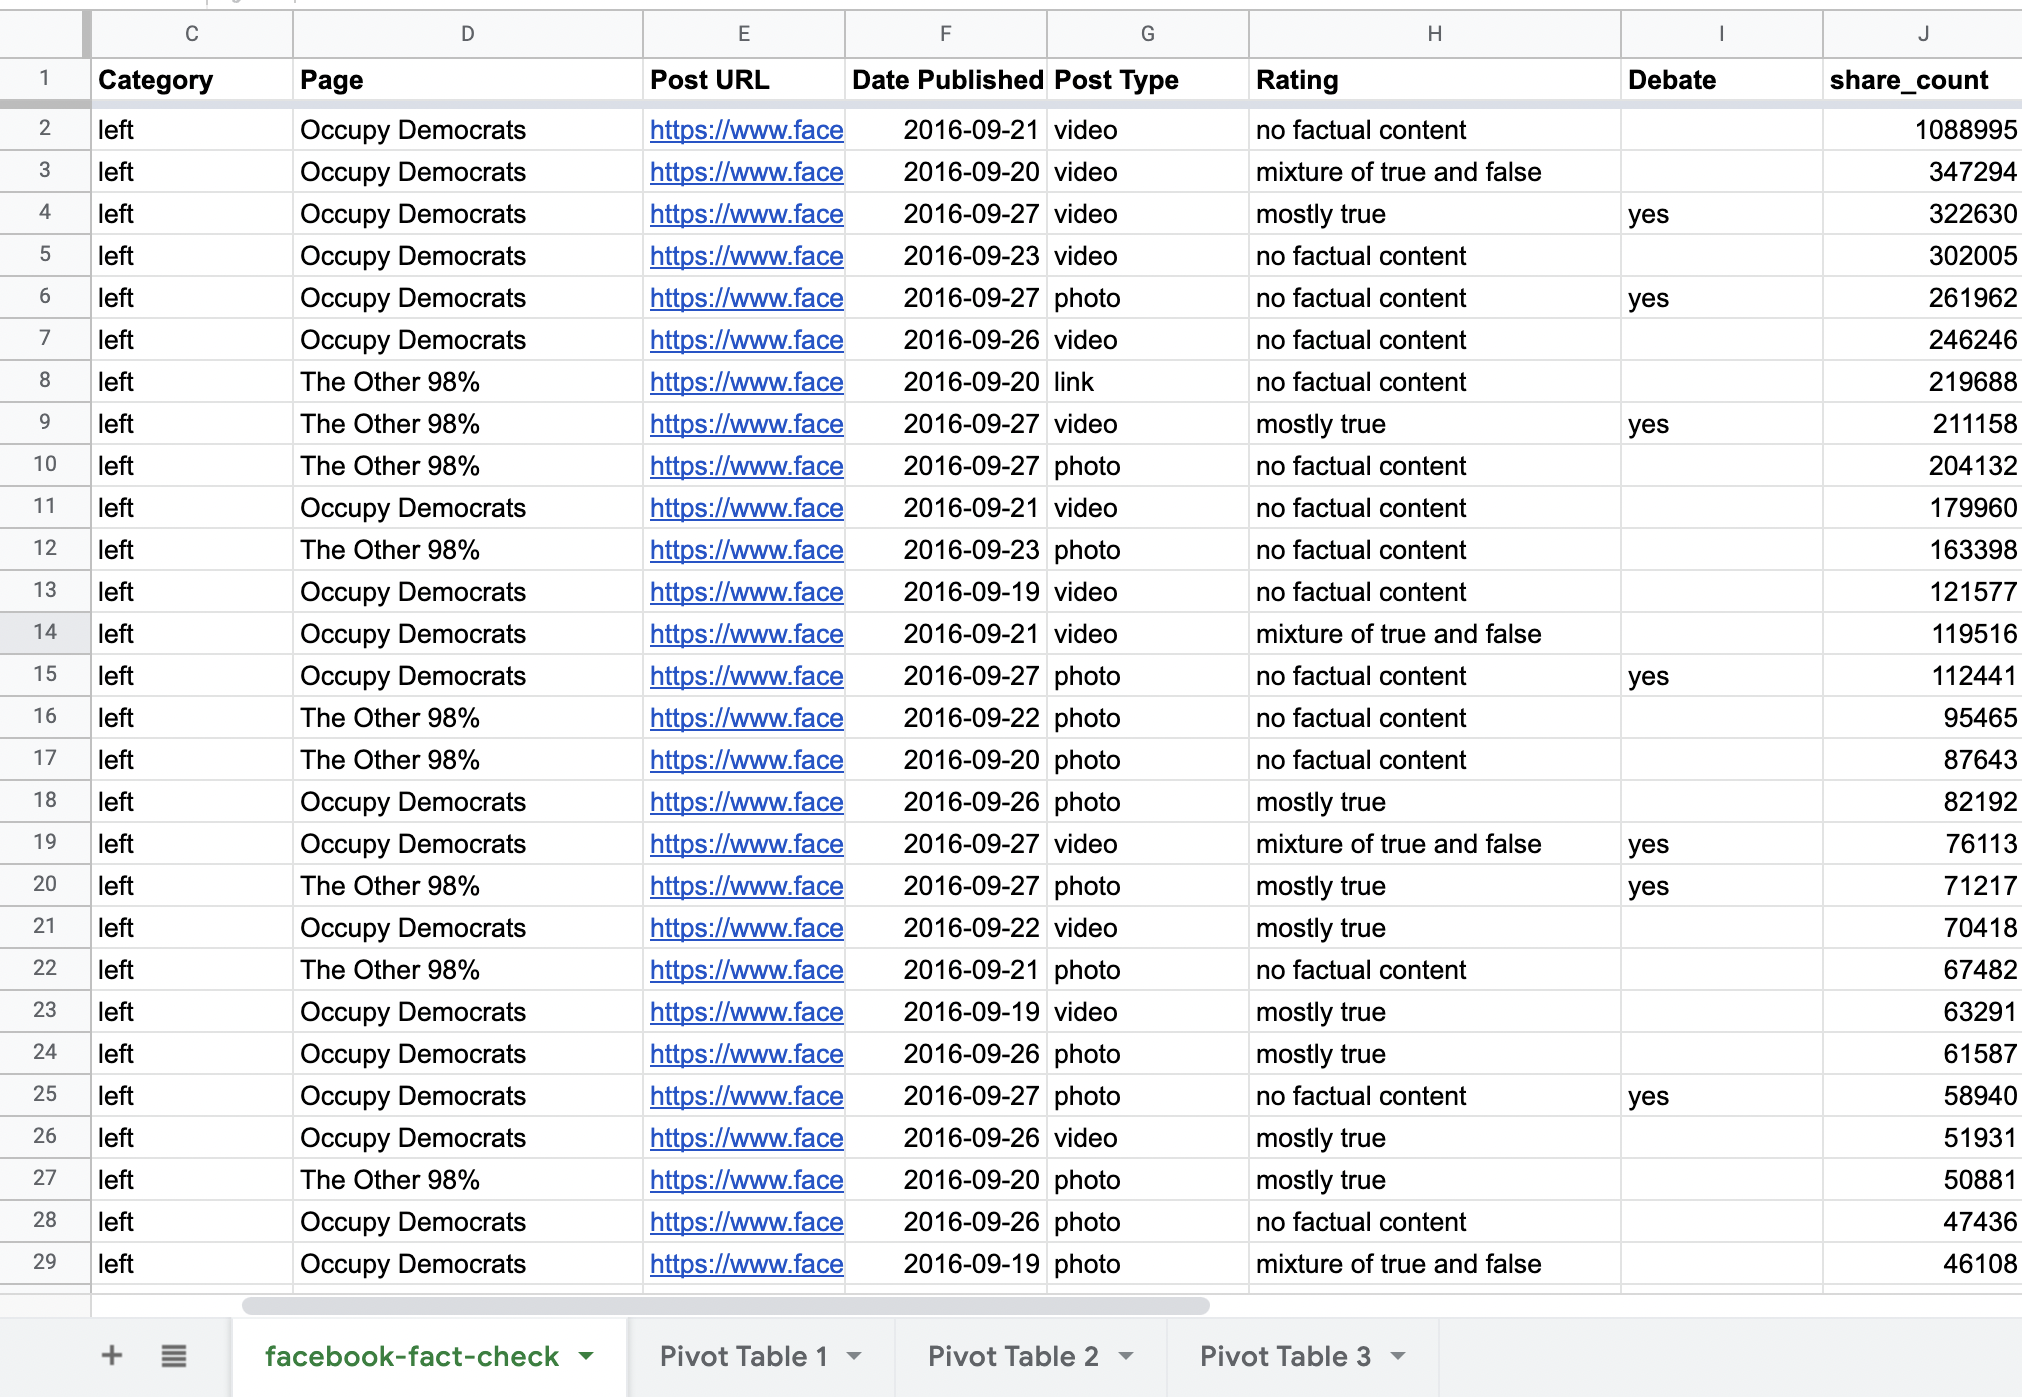 C D E F G H I J
1 Category Page Post URL Date Published Post Type Rating Debate share_count
2 left Occupy Democrats https://www.face 2016-09-21 video no factual content 1088995
3 left Occupy Democrats https://www.face 2016-09-20 video mixture of true and false 347294
4 left Occupy Democrats https://www.face 2016-09-27 video mostly true yes 322630
5 left Occupy Democrats https://www.face 2016-09-23 video no factual content 302005
6 left Occupy Democrats https://www.face 2016-09-27 photo no factual content yes 261962
7 left Occupy Democrats https://www.face 2016-09-26 video no factual content 246246
8 left The Other 98% https://www.face 2016-09-20 link no factual content 219688
9 left The Other 98% https://www.face 2016-09-27 video mostly true yes 211158
10 left The Other 98% https://www.face 2016-09-27 photo no factual content 204132
11 left Occupy Democrats https://www.face 2016-09-21 video no factual content 179960
12 left The Other 98% https://www.face 2016-09-23 photo no factual content 163398
13 left Occupy Democrats https://www.face 2016-09-19 video no factual content 121577
14 left Occupy Democrats https://www.face 2016-09-21 video mixture of true and false 119516
15 left Occupy Democrats https://www.face 2016-09-27 photo no factual content yes 112441
16 left The Other 98% https://www.face 2016-09-22 photo no factual content 95465
17 left The Other 98% https://www.face 2016-09-20 photo no factual content 87643
18 left Occupy Democrats https://www.face 2016-09-26 photo mostly true 82192
19 left Occupy Democrats https://www.face 2016-09-27 video mixture of true and false yes 76113
20 left The Other 98% https://www.face 2016-09-27 photo mostly true yes 71217
21 left Occupy Democrats https://www.face 2016-09-22 video mostly true 70418
22 left The Other 98% https://www.face 2016-09-21 photo no factual content 67482
23 left Occupy Democrats https://www.face 2016-09-19 video mostly true 63291
24 left Occupy Democrats https://www.face 2016-09-26 photo mostly true 61587
25 left Occupy Democrats https://www.face 2016-09-27 photo no factual content yes 58940
26 left Occupy Democrats https://www.face 2016-09-26 video mostly true 51931
27 left The Other 98% https://www.face 2016-09-20 photo mostly true 50881
28 left Occupy Democrats https://www.face 2016-09-26 photo no factual content 47436
29 left Occupy Democrats https://www.face 2016-09-19 photo mixture of true and false 46108
+ facebook-fact-check Pivot Table 1 Pivot Table 2 Pivot Table 3